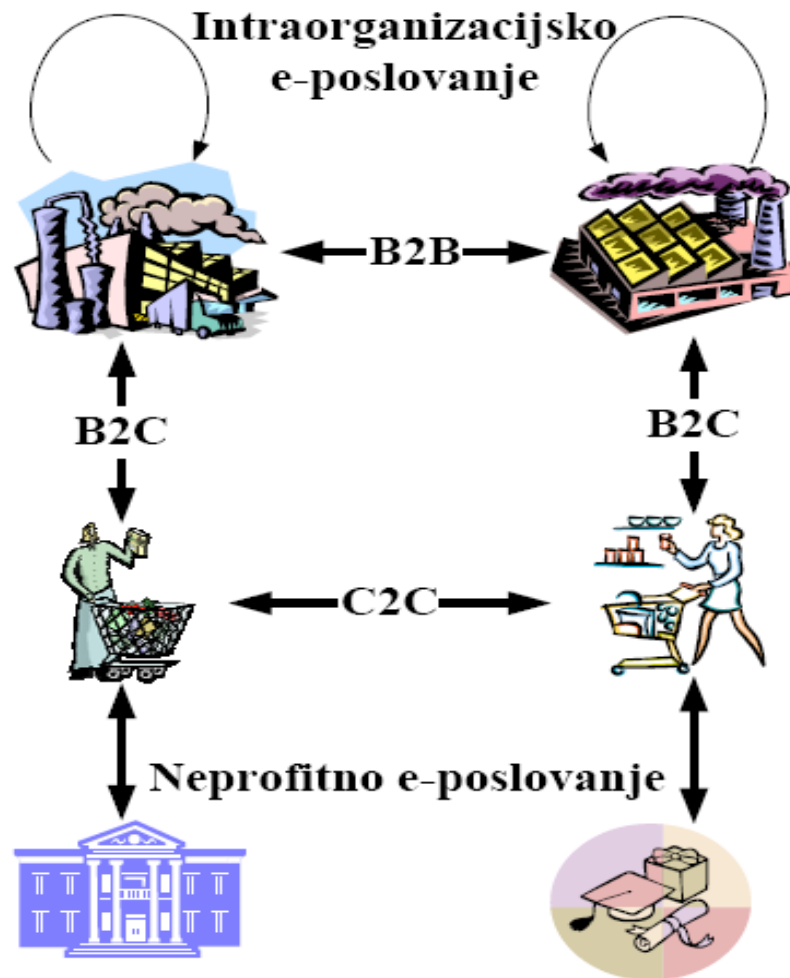 Intraorganizacijsko
e-poslovanje
B2B
B2C
B2C
C2C
Neprofitno e-poslovanje